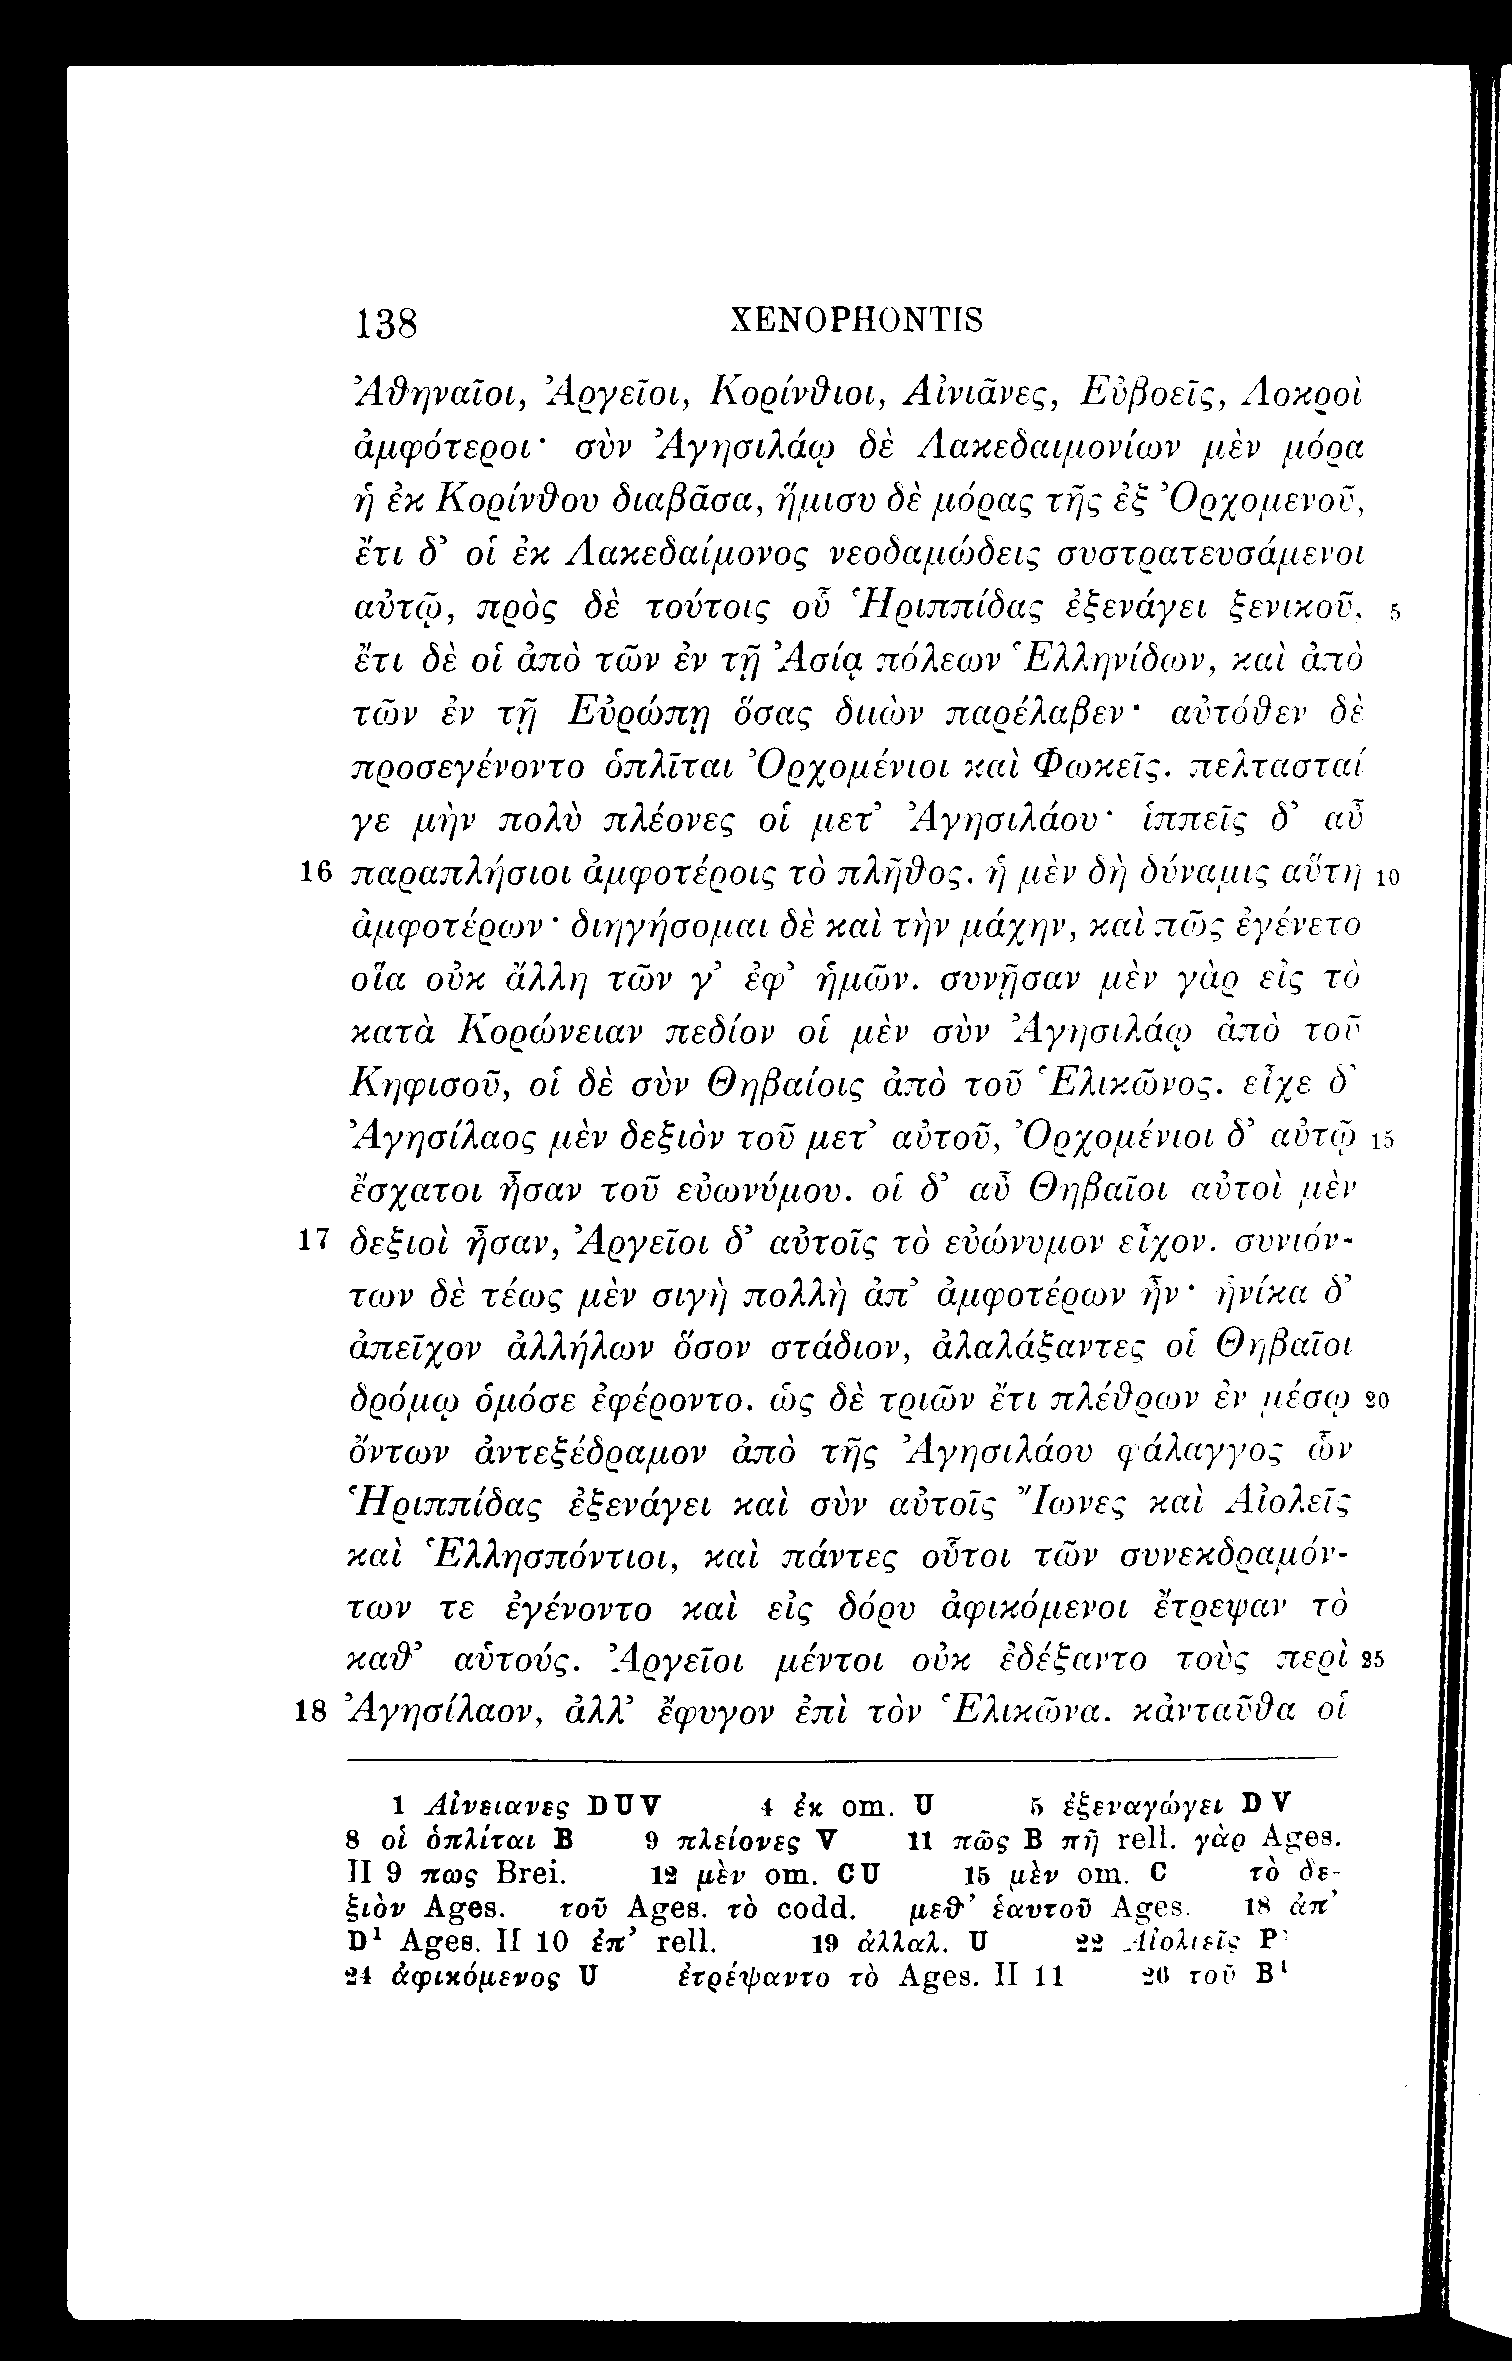 138 XENOPHONTIS
Ἀθηναῖοι, Ἀργεῖοι, Κορίνθιοι, Αἰνιᾶνες, Εὐβοεῖς, Λοκροὶ
ἀμφότεροι· σὺν Ἀγησιλάῳ δὲ Λακεδαιμονίων μὲν μόρα
ἡ ἐκ Κορίνθου διαβᾶσα, ἥμισυ δὲ μόρας τῆς ἐξ Ὀρχομενοῦ,
ἔτι δ’ οἱ ἐκ Λακεδαίμονος νεοδαμώδεις συστρατευσάμενοι
αὐτῷ, πρὸς δὲ τούτοις οὗ Ἡριππίδας ἐξενάγει ξενικοῦ, 5
ἔτι δὲ οἱ ἀπὸ τῶν ἐν τῇ Ἀσίᾳ πόλεων Ἑλληνίδων, καὶ ἀπὸ
τῶν ἐν τῇ Εὐρώπῃ ὅσας διιὼν παρέλαβεν· αὐτόθεν δὲ
προσεγένοντο ὁπλῖται Ὀρχομένιοι καὶ Φωκεῖς. πελτασταί
γε μὴν πολὺ πλέονες οἱ μετ’ Ἀγησιλάου· ἱππεῖς δ’ αὖ
16 παραπλήσιοι ἀμφοτέροις τὸ πλῆθος. ἡ μὲν δὴ δύναμις αὕτη 10
ἀμφοτέρων· διηγήσομαι δὲ καὶ τὴν μάχην, καὶ πῶς ἐγένετο
οἵα οὐκ ἄλλη τῶν γ’ ἐφ’ ἡμῶν. συνῇσαν μὲν γὰρ εἰς τὸ
κατὰ Κορώνειαν πεδίον οἱ μὲν σὺν Ἀγησιλάῳ ἀπὸ τοῦ
Κηφισοῦ, οἱ δὲ σὺν Θηβαίοις ἀπὸ τοῦ Ἑλικῶνος. εἶχε δ’
Ἀγησίλαος μὲν δεξιὸν τοῦ μετ’ αὐτοῦ, Ὀρχομένιοι δ’ αὐτῷ 15
ἔσχατοι ἦσαν τοῦ εὐωνύμου. οἱ δ’ αὖ Θηβαῖοι αὐτοὶ μὲν
17 δεξιοὶ ἦσαν, Ἀργεῖοι δ’ αὐτοῖς τὸ εὐώνυμον εἶχον. συνιόν-
των δὲ τέως μὲν σιγὴ πολλὴ ἀπ’ ἀμφοτέρων ἦν· ἡνίκα δ’
ἀπεῖχον ἀλλήλων ὅσον στάδιον, ἀλαλάξαντες οἱ Θηβαῖοι
δρόμῳ ὁμόσε ἐφέροντο. ὡς δὲ τριῶν ἔτι πλέθρων ἐν μέσῳ 20
ὄντων ἀντεξέδραμον ἀπὸ τῆς Ἀγησιλάου φάλαγγος ὧν
Ἡριππίδας ἐξενάγει καὶ σὺν αὐτοῖς Ἴωνες καὶ Αἰολεῖς
καὶ Ἑλλησπόντιοι, καὶ πάντες οὗτοι τῶν συνεκδραμόν-
των τε ἐγένοντο καὶ εἰς δόρυ ἀφικόμενοι ἔτρεψαν τὸ
καθ’ αὑτούς. Ἀργεῖοι μέντοι οὐκ ἐδέξαντο τοὺς περὶ 25
18 Ἀγησίλαον, ἀλλ’ ἔφυγον ἐπὶ τὸν Ἑλικῶνα. κἀνταῦθα οἱ
1 Αἰνειανες DUV 4 ἐκ om. U 5 ἐξεναγώγει DV
8 οἱ ὁπλίται B 9 πλείονες V 11 πῶς B πῇ rell. γὰρ Ages.
II 9 πως Brei. 12 μὲν om. CU 15 μὲν om. C τὸ δε-
ξιὸν Ages. τοῦ Ages. τὸ codd. μεθ’ ἑαυτοῦ Ages. 18 ἀπ’
D¹ Ages. II 10 ἐπ’ rell. 19 ἀλλαλ. U 22 Αἰολιεῖς P¹
24 ἀφικόμενος U ἐτρέψαντο τὸ Ages. II 11 26 τοῦ B¹